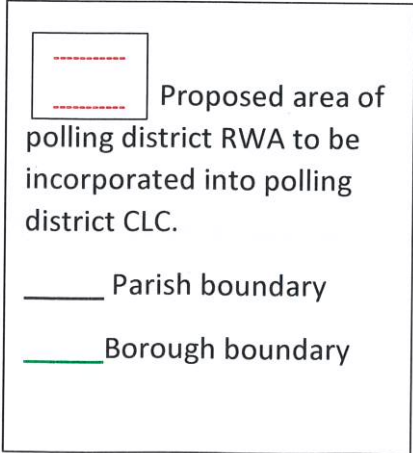 Proposed area of
polling district RWA to be
incorporated into polling
district CLC.
Parish boundary
Borough boundary